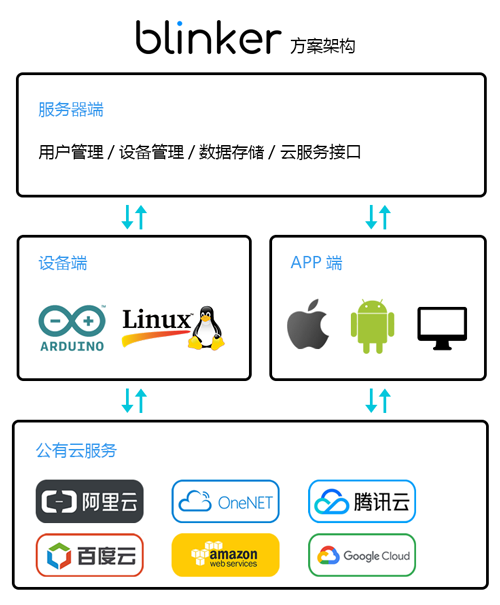 blinker 方案架构
服务器端
用户管理 / 设备管理 / 数据存储 / 云服务接口
设备端
APP 端
ARDUINO
Linux
公有云服务
阿里云
OneNET
腾讯云
百度云
amazon
web services
Google Cloud